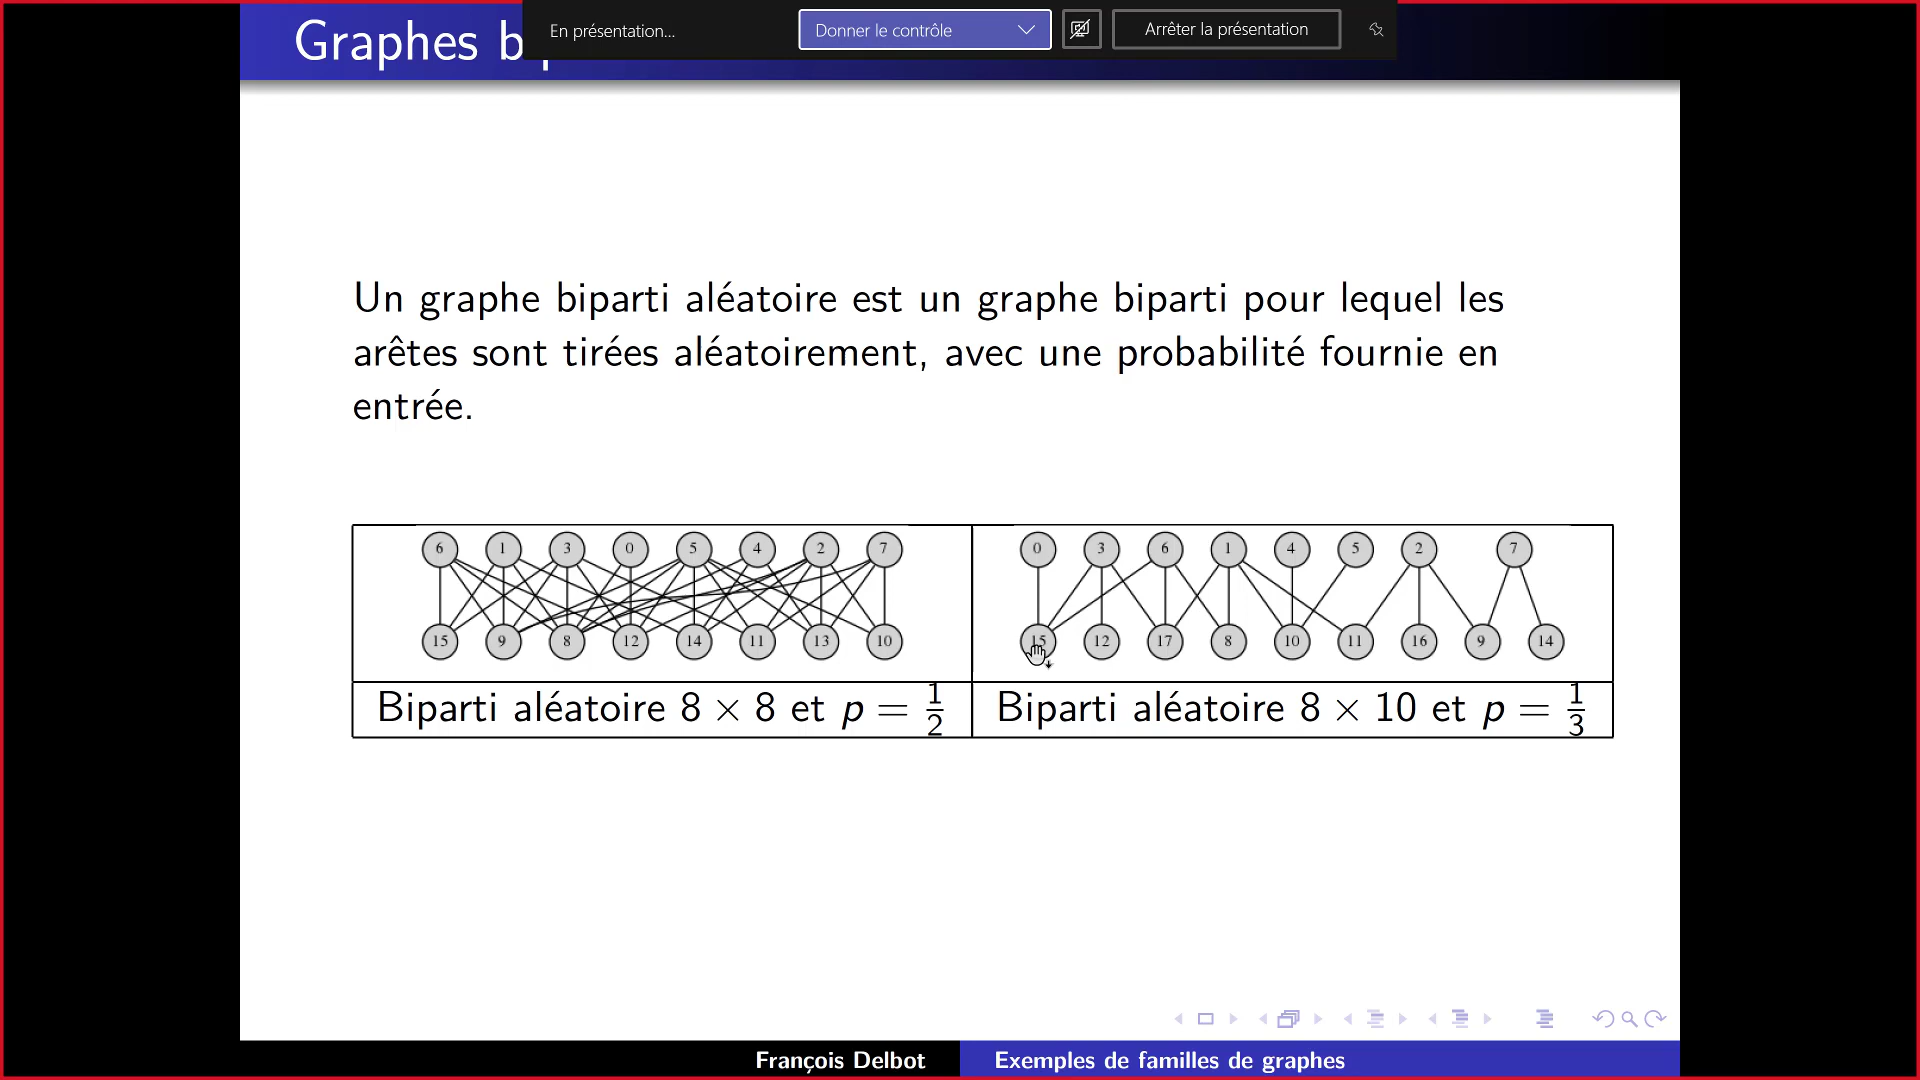 Graphes b
En présentation...
Donner le contrôle
Arrêter la présentation
Un graphe biparti aléatoire est un graphe biparti pour lequel les
arêtes sont tirées aléatoirement, avec une probabilité fournie en
entrée.
6 1 3 0 5 4 2 7
15 9 8 12 14 11 13 10
0 3 6 1 4 5 2 7
15 12 17 8 10 11 16 9 14
Biparti aléatoire 8 × 8 et p = 1/2
Biparti aléatoire 8 × 10 et p = 1/3
François Delbot
Exemples de familles de graphes